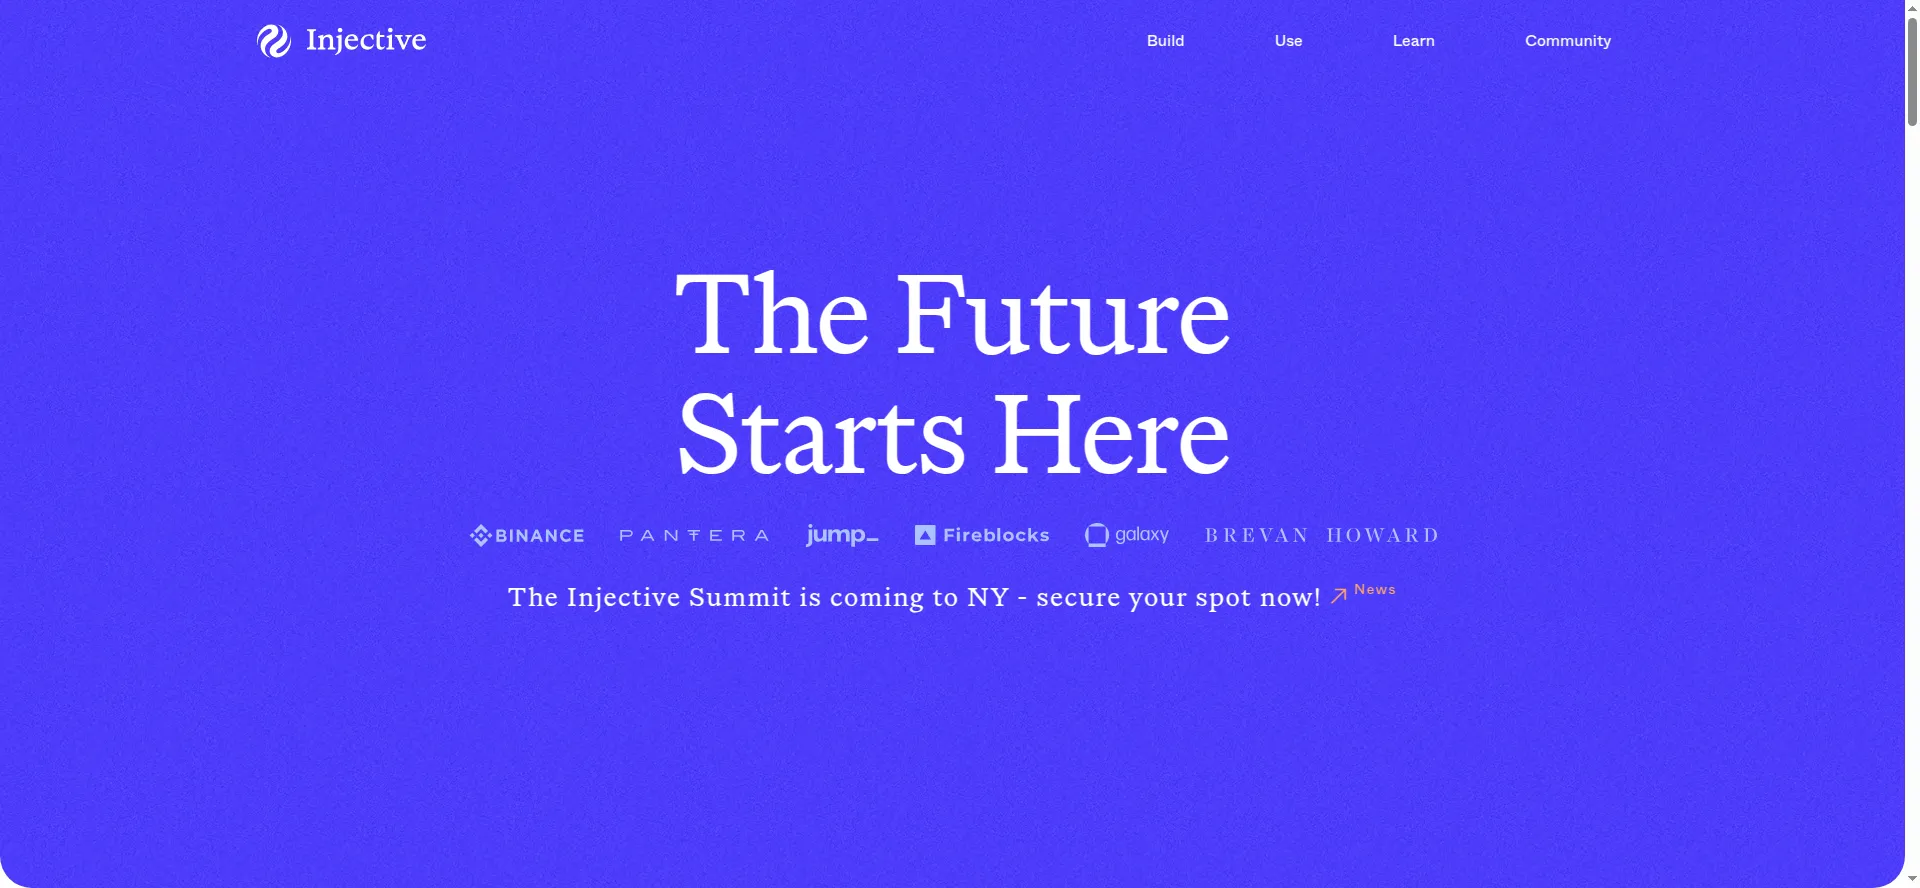 Injective
Build Use Learn Community
The Future
Starts Here
BINANCE PANTERA jump_ Fireblocks galaxy BREVAN HOWARD
The Injective Summit is coming to NY - secure your spot now! News